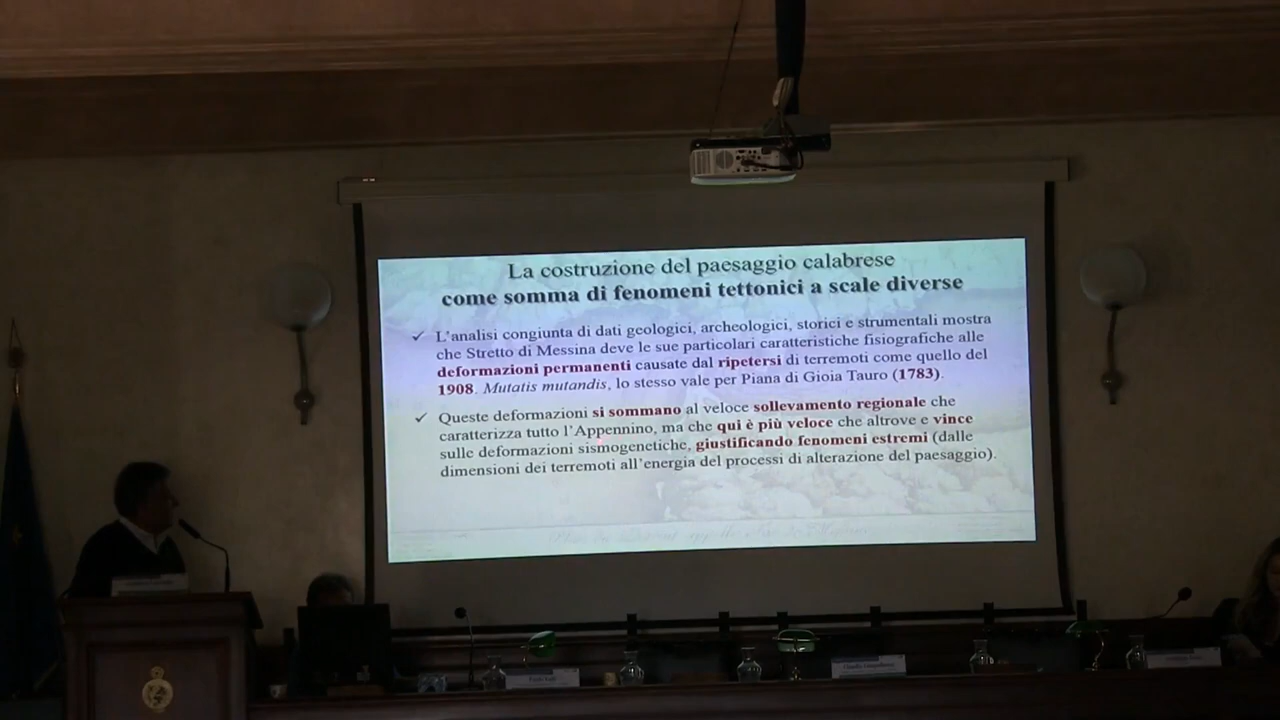 La costruzione del paesaggio calabrese
come somma di fenomeni tettonici a scale diverse
✓ L'analisi congiunta di dati geologici, archeologici, storici e strumentali mostra
che Stretto di Messina deve le sue particolari caratteristiche fisiografiche alle
deformazioni permanenti causate dal ripetersi di terremoti come quello del
1908. Mutatis mutandis, lo stesso vale per Piana di Gioia Tauro (1783).
✓ Queste deformazioni si sommano al veloce sollevamento regionale che
caratterizza tutto l'Appennino, ma che qui è più veloce che altrove e vince
sulle deformazioni sismogenetiche, giustificando fenomeni estremi (dalle
dimensioni dei terremoti all'energia del processi di alterazione del paesaggio).